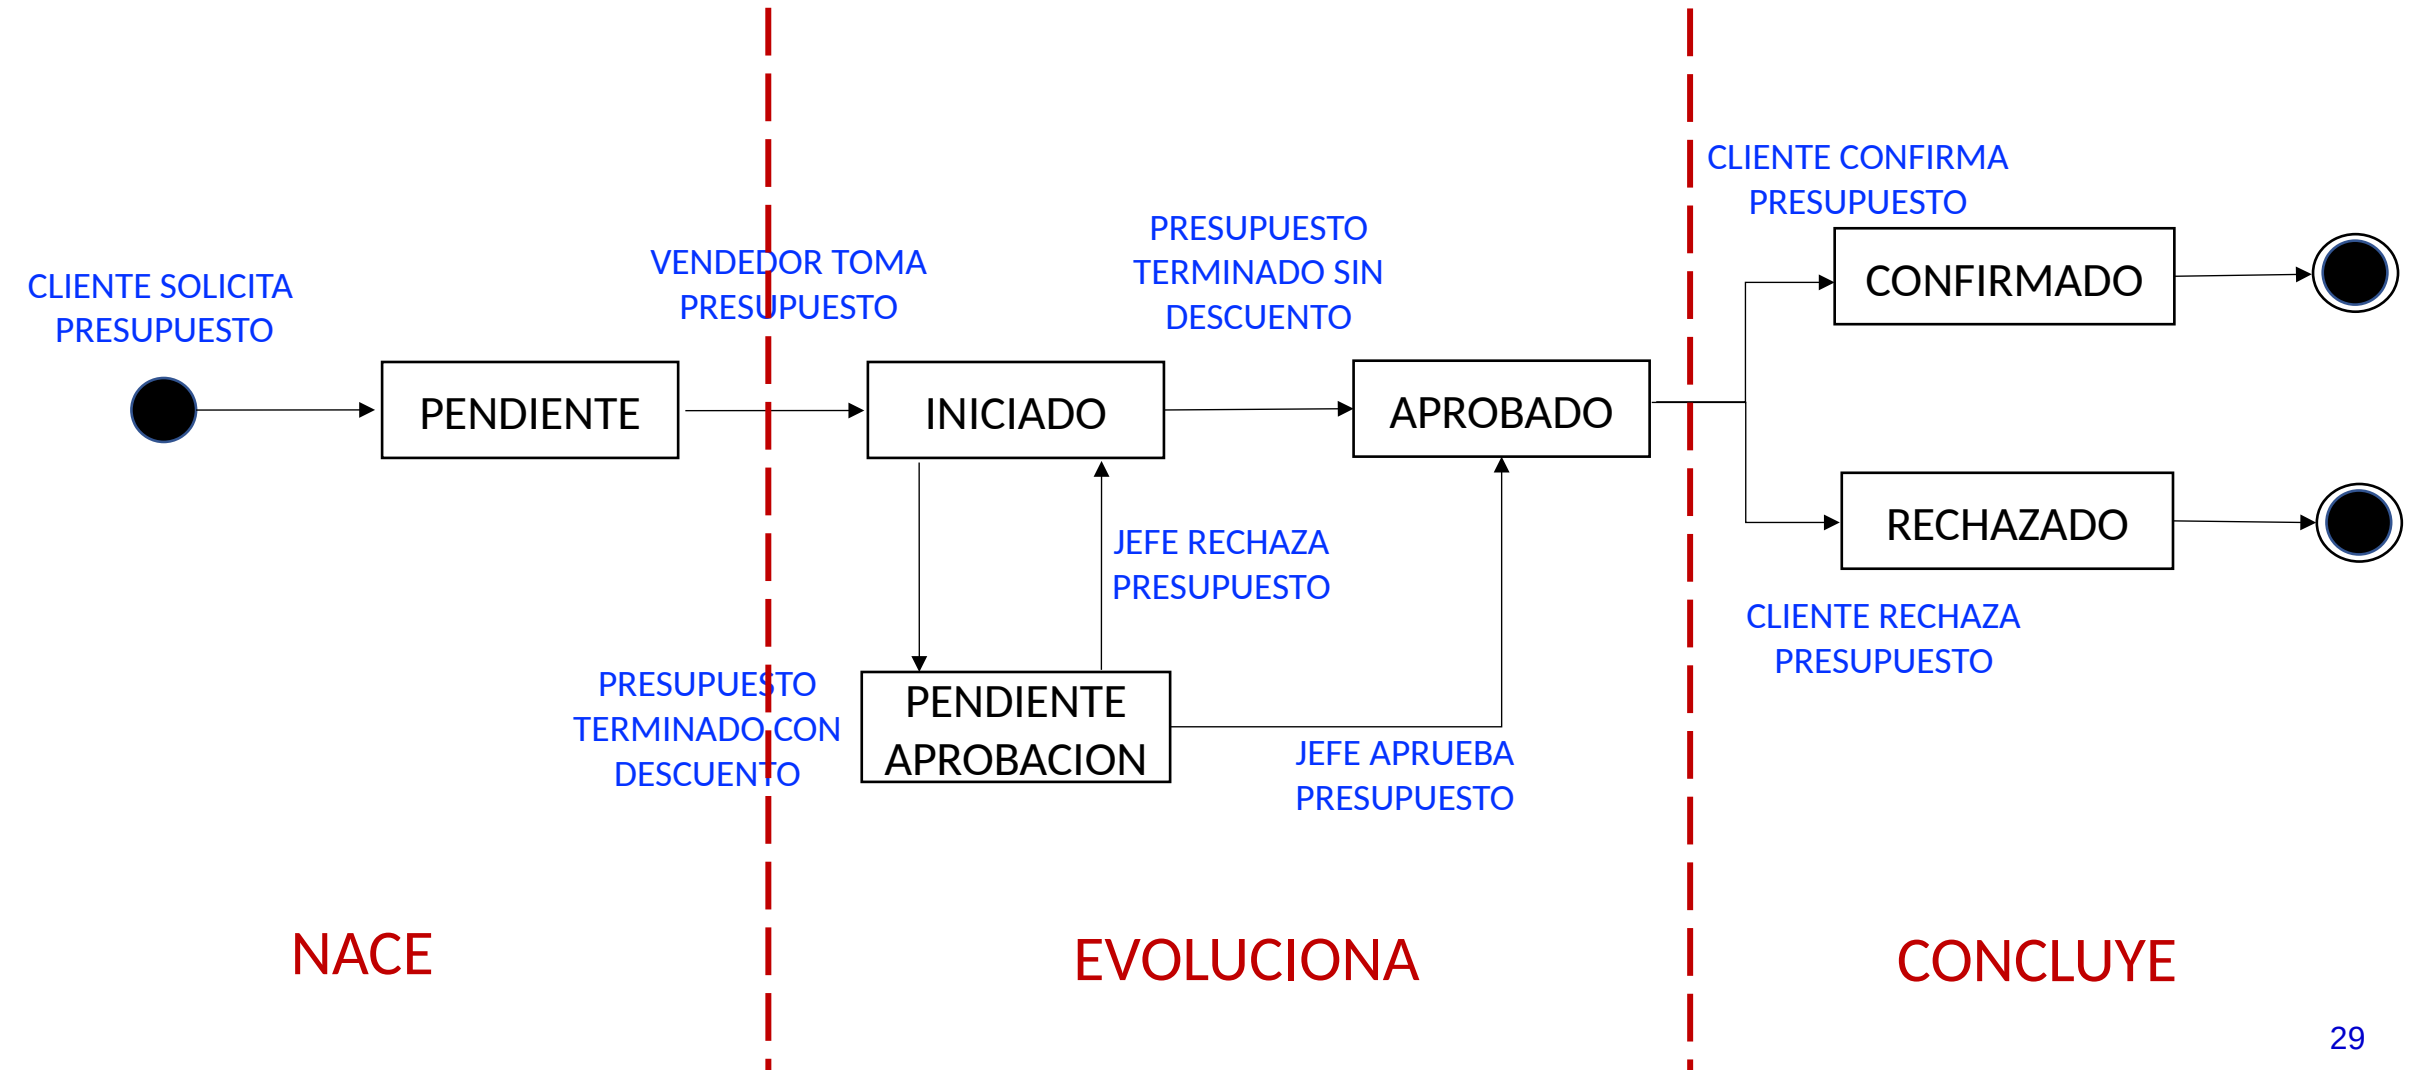 CLIENTE SOLICITA
PRESUPUESTO
PENDIENTE
VENDEDOR TOMA
PRESUPUESTO
INICIADO
PRESUPUESTO
TERMINADO SIN
DESCUENTO
APROBADO
CLIENTE CONFIRMA
PRESUPUESTO
CONFIRMADO
RECHAZADO
CLIENTE RECHAZA
PRESUPUESTO
JEFE RECHAZA
PRESUPUESTO
PRESUPUESTO
TERMINADO CON
DESCUENTO
PENDIENTE
APROBACION
JEFE APRUEBA
PRESUPUESTO
NACE
EVOLUCIONA
CONCLUYE
29